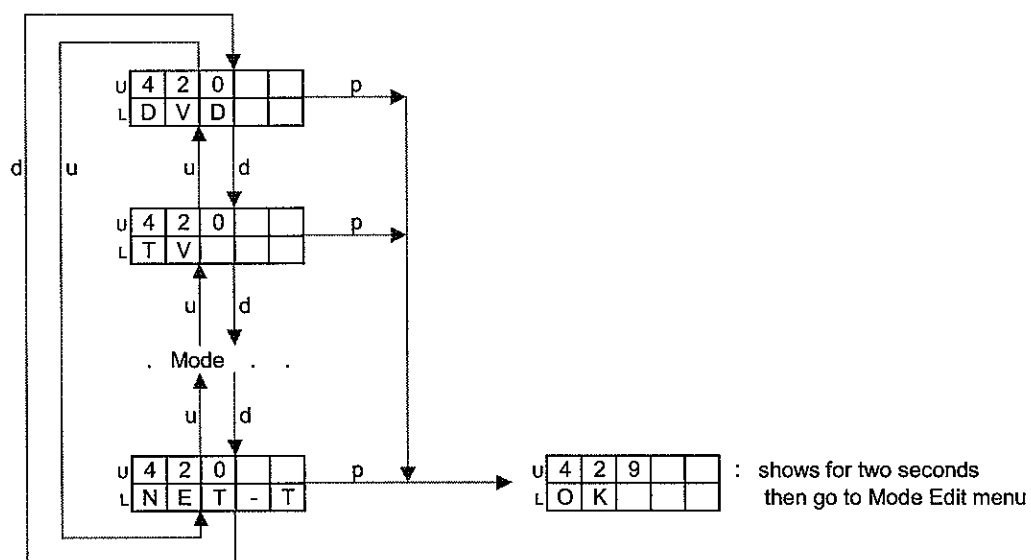 U 4 2 0 p
L D V D
d u u d
U 4 2 0 p
L T V
u d
. Mode . .
u d
U 4 2 0 p U 4 2 9 : shows for two seconds
L N E T - T L O K then go to Mode Edit menu